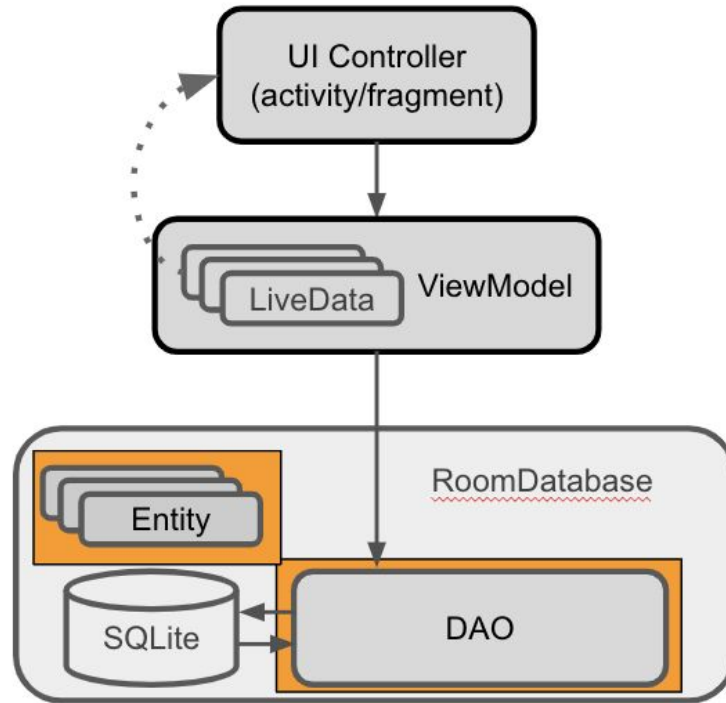 UI Controller
(activity/fragment)
LiveData
ViewModel
RoomDatabase
Entity
SQLite
DAO